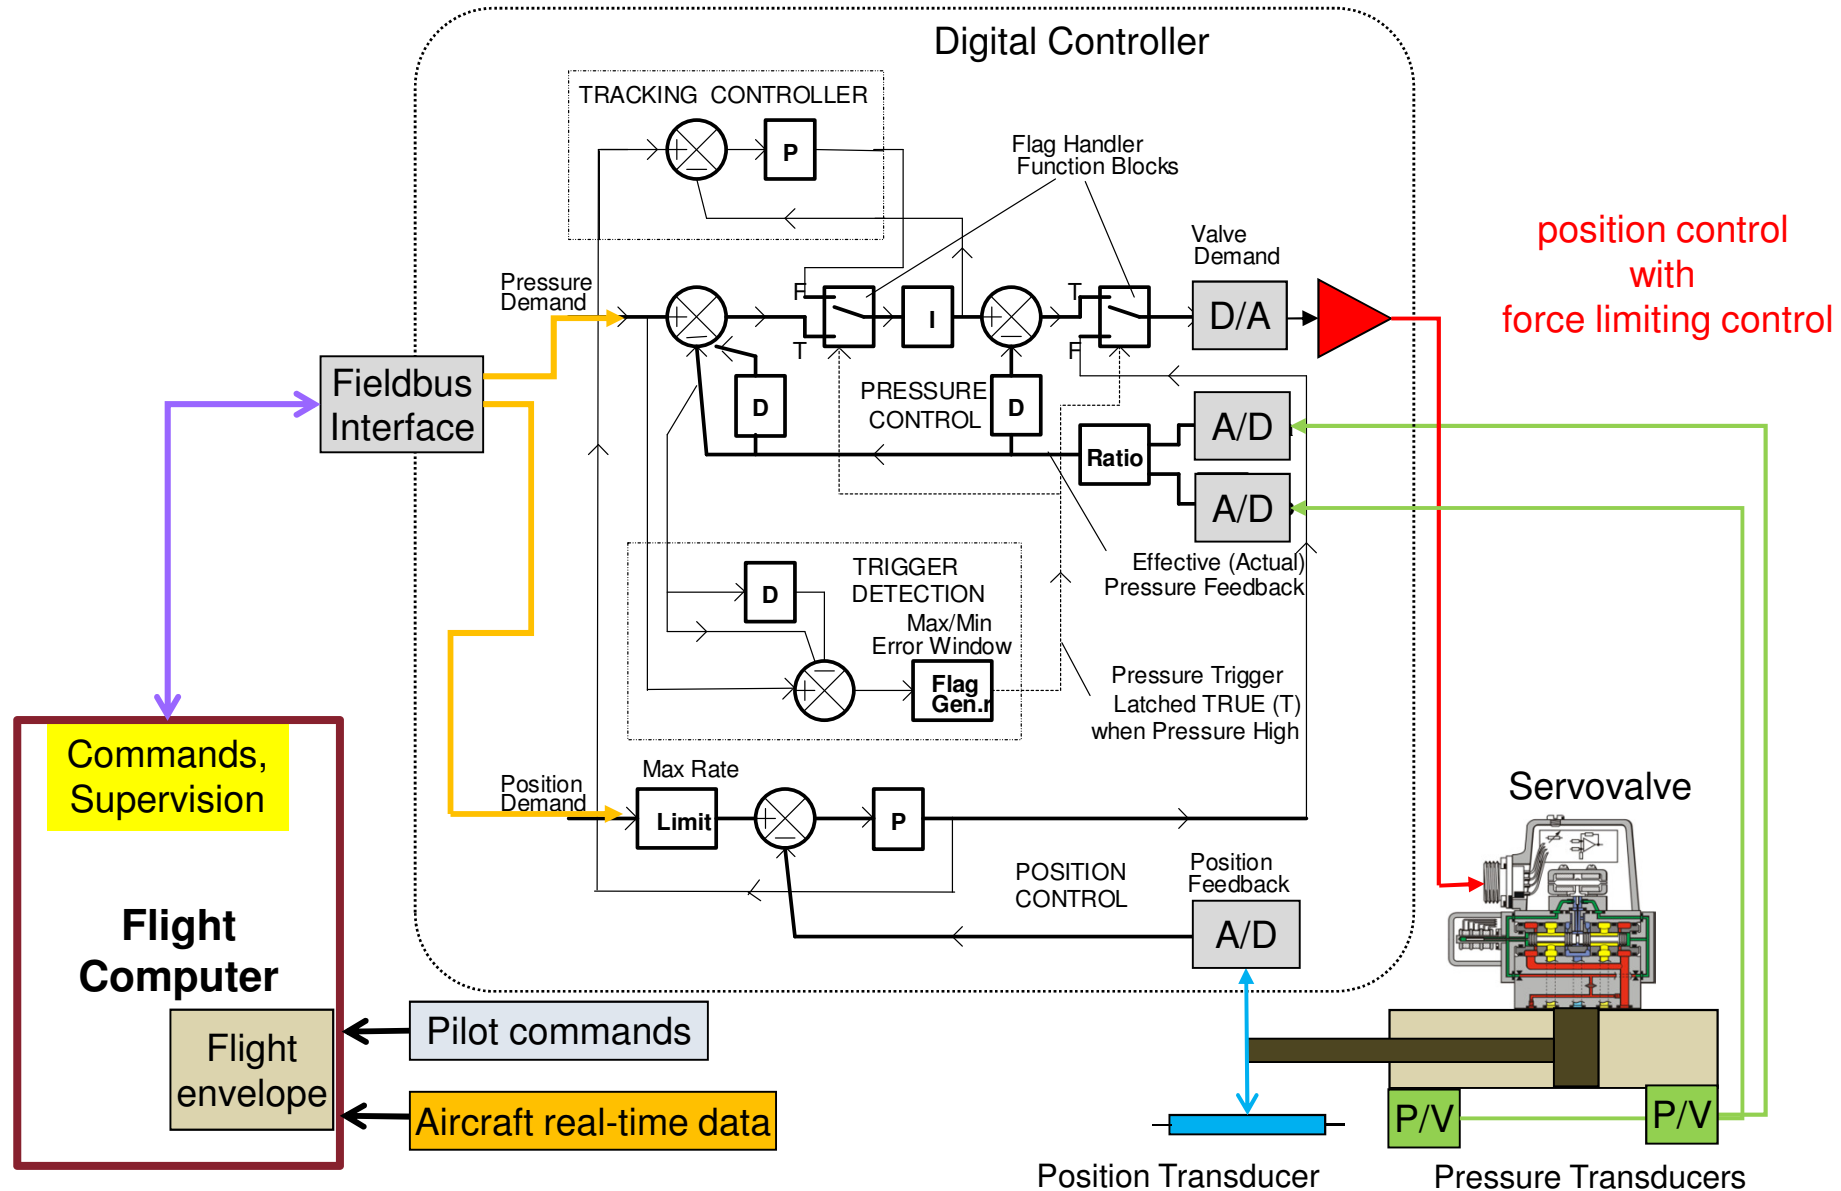 Digital Controller
TRACKING CONTROLLER
+
−
P
Flag Handler
Function Blocks
position control
with
force limiting control
Valve
Demand
Pressure
Demand
+
−
F
T
I
+
−
T
F
D/A
Fieldbus
Interface
D
PRESSURE
CONTROL
D
Ratio
A/D
A/D
Effective (Actual)
Pressure Feedback
TRIGGER
DETECTION
D
Max/Min
Error Window
−
+
Flag
Gen.r
Pressure Trigger
Latched TRUE (T)
when Pressure High
Commands,
Supervision
Position
Demand
Max Rate
Limit
+
−
P
Servovalve
POSITION
CONTROL
Position
Feedback
A/D
Flight
Computer
Flight
envelope
Pilot commands
Aircraft real-time data
P/V
P/V
Position Transducer
Pressure Transducers